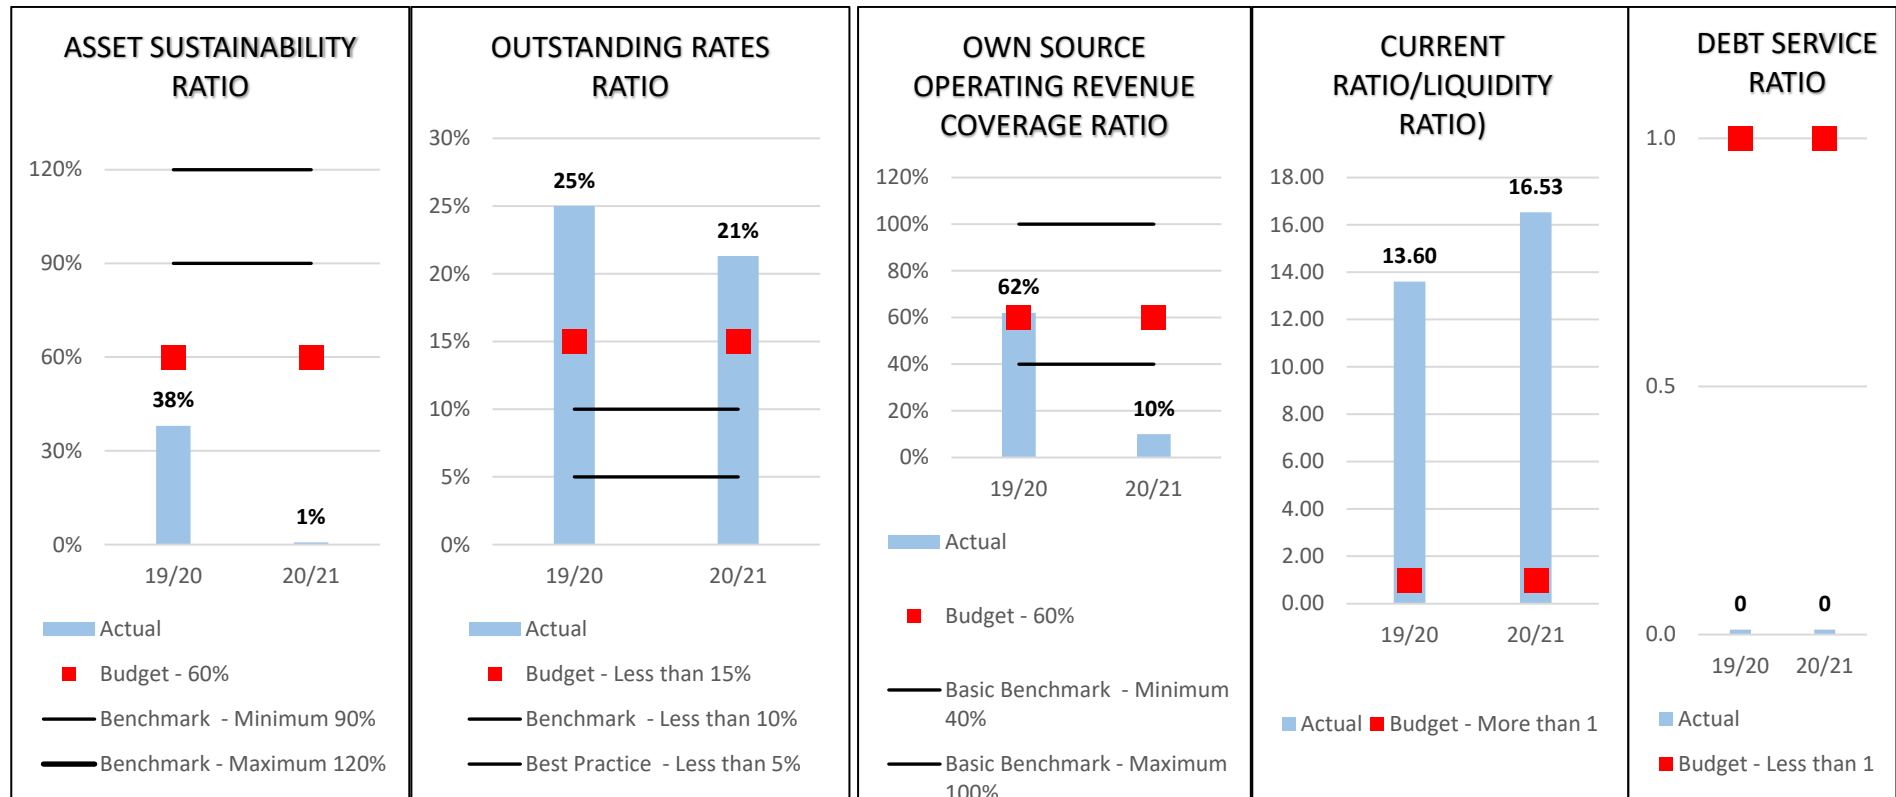 ASSET SUSTAINABILITY
RATIO
120%
90%
60%
30%
0%
38%
1%
19/20
20/21
Actual
Budget - 60%
Benchmark - Minimum 90%
Benchmark - Maximum 120%
OUTSTANDING RATES
RATIO
30%
25%
20%
15%
10%
5%
0%
25%
21%
19/20
20/21
Actual
Budget - Less than 15%
Benchmark - Less than 10%
Best Practice - Less than 5%
OWN SOURCE
OPERATING REVENUE
COVERAGE RATIO
120%
100%
80%
60%
40%
20%
0%
62%
10%
19/20
20/21
Actual
Budget - 60%
Basic Benchmark - Minimum
40%
Basic Benchmark - Maximum
100%
CURRENT
RATIO/LIQUIDITY
RATIO)
18.00
16.00
14.00
12.00
10.00
8.00
6.00
4.00
2.00
0.00
13.60
16.53
19/20
20/21
Actual
Budget - More than 1
DEBT SERVICE
RATIO
1.0
0.5
0.0
0
0
19/20
20/21
Actual
Budget - Less than 1